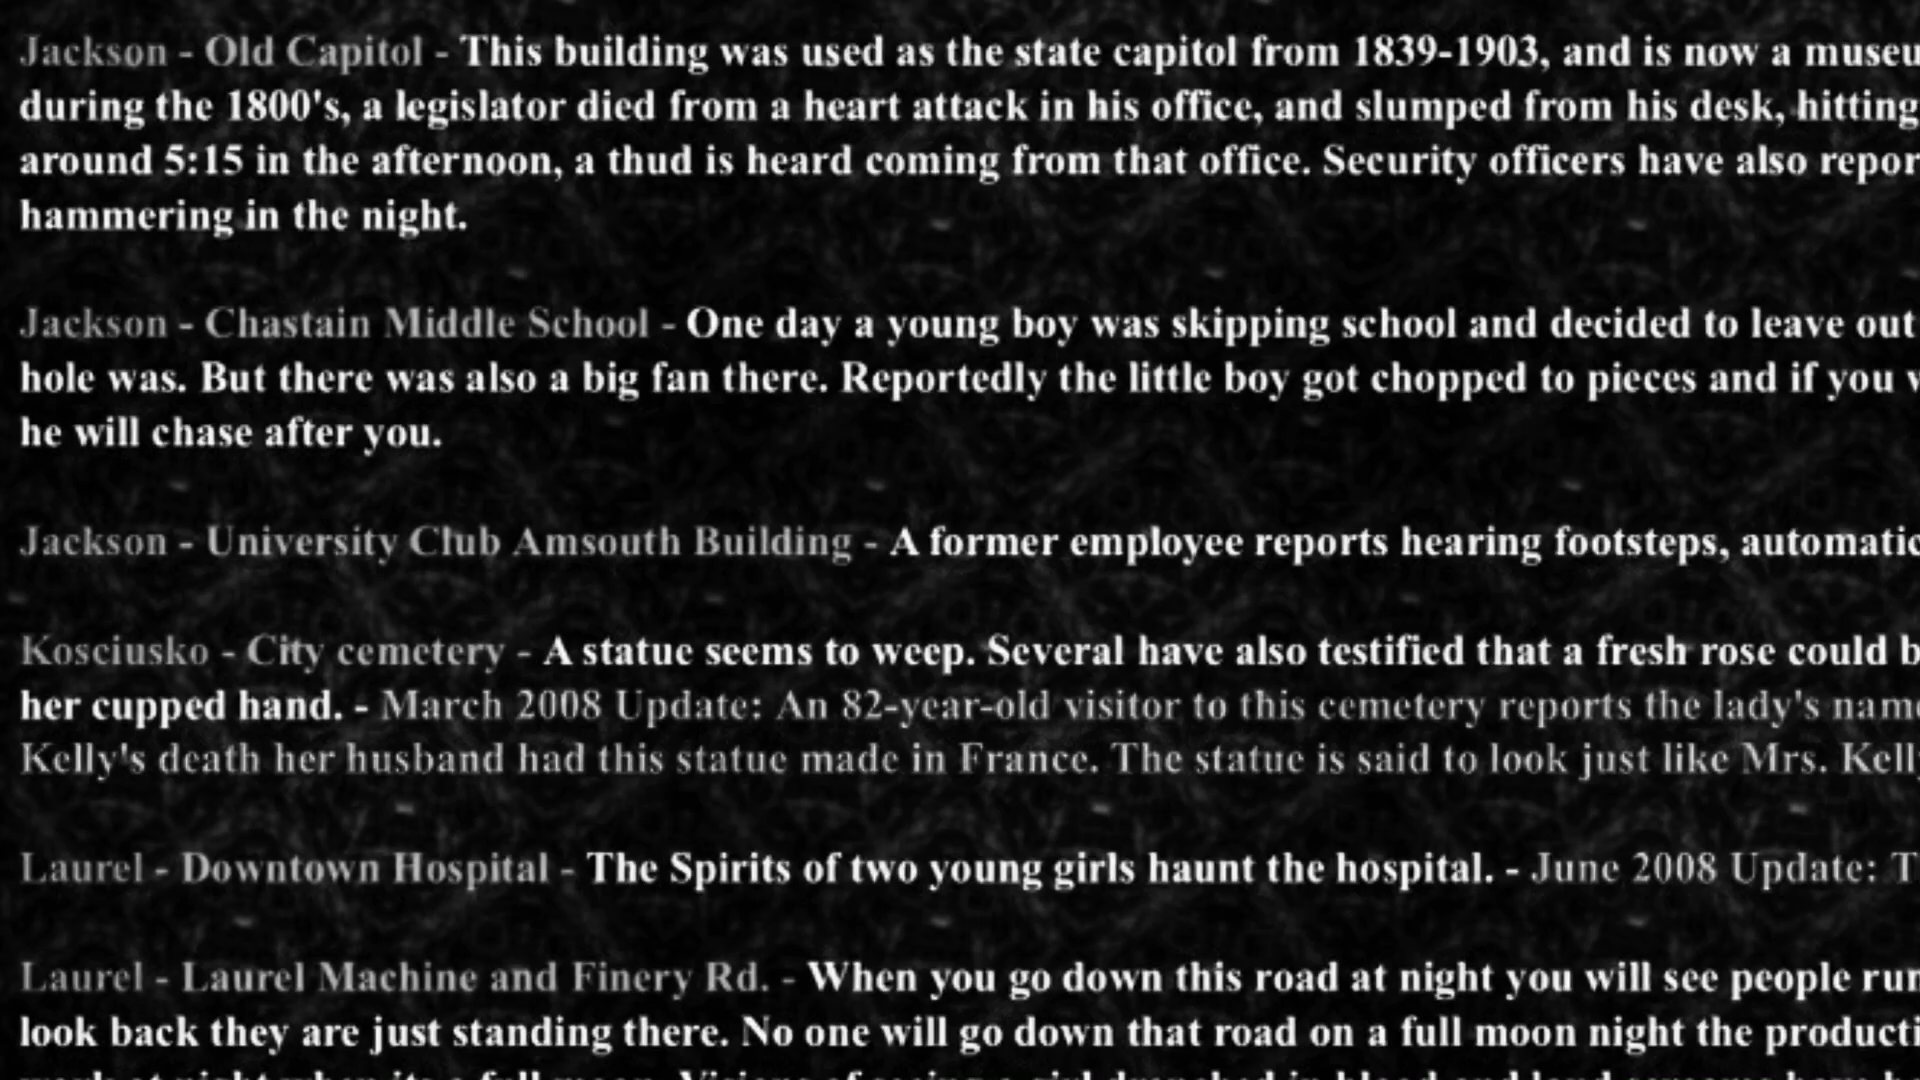 Jackson - Old Capitol - This building was used as the state capitol from 1839-1903, and is now a
during the 1800's, a legislator died from a heart attack in his office, and slumped from his desk, hitting
around 5:15 in the afternoon, a thud is heard coming from that office. Security officers have also
hammering in the night.
Jackson - Chastain Middle School - One day a young boy was skipping school and decided to leave out
hole was. But there was also a big fan there. Reportedly the little boy got chopped to pieces and if you
he will chase after you.
Jackson - University Club Amsouth Building - A former employee reports hearing footsteps,
Kosciusko - City cemetery - A statue seems to weep. Several have also testified that a fresh rose could
her cupped hand. - March 2008 Update: An 82-year-old visitor to this cemetery reports the lady's
Kelly's death her husband had this statue made in France. The statue is said to look just like Mrs.
Laurel - Downtown Hospital - The Spirits of two young girls haunt the hospital. - June 2008 Update:
Laurel - Laurel Machine and Finery Rd. - When you go down this road at night you will see people
look back they are just standing there. No one will go down that road on a full moon night the